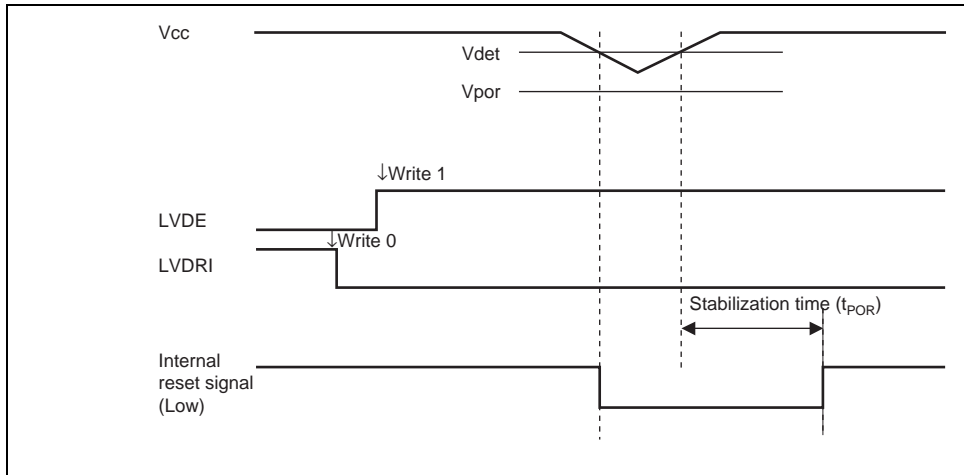 Vcc
Vdet
Vpor
↓Write 1
LVDE
↓Write 0
LVDRI
Stabilization time (tPOR)
Internal
reset signal
(Low)